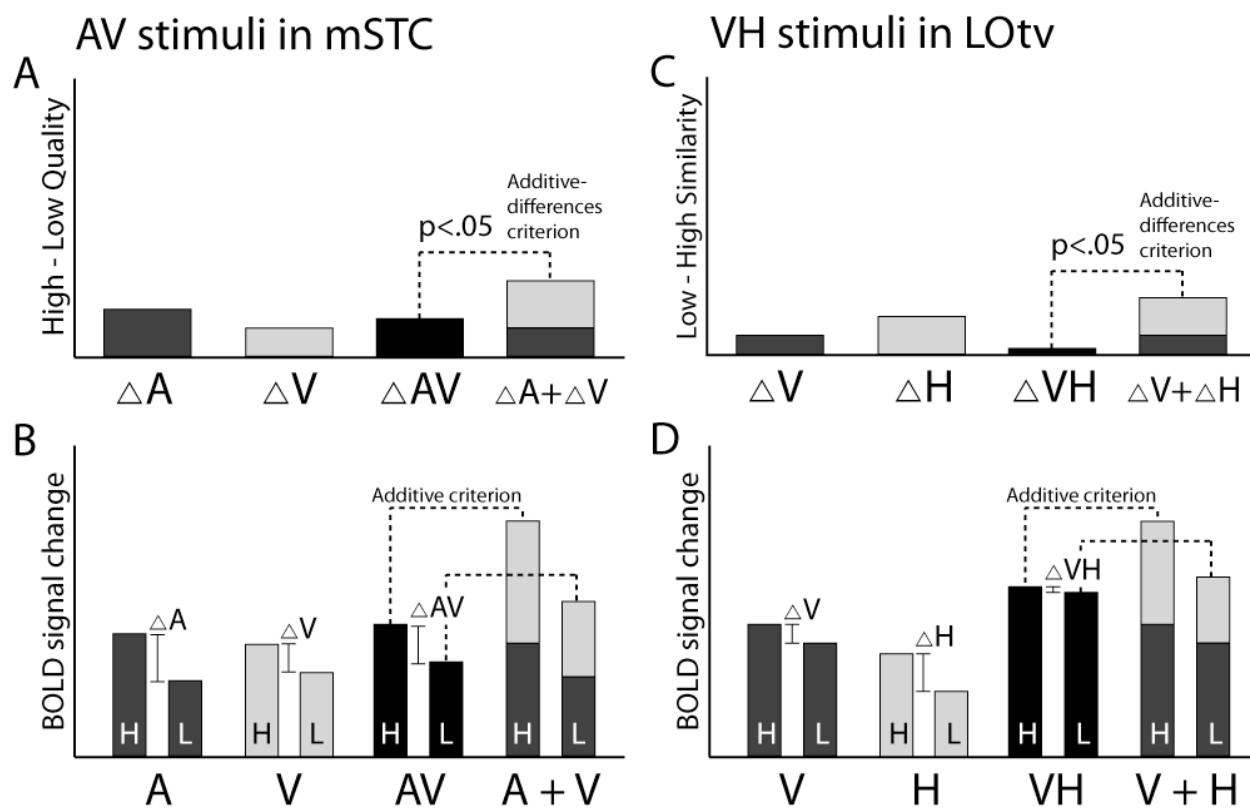 AV stimuli in mSTC
A
High - Low Quality
p<.05
Additive-
differences
criterion
△A
△V
△AV
△A+△V
B
BOLD signal change
Additive criterion
△A
△V
△AV
H
L
H
L
H
L
H
L
A
V
AV
A + V
VH stimuli in LOtv
C
Low - High Similarity
p<.05
Additive-
differences
criterion
△V
△H
△VH
△V+△H
D
BOLD signal change
Additive criterion
△V
△H
△VH
H
L
H
L
H
L
H
L
V
H
VH
V + H